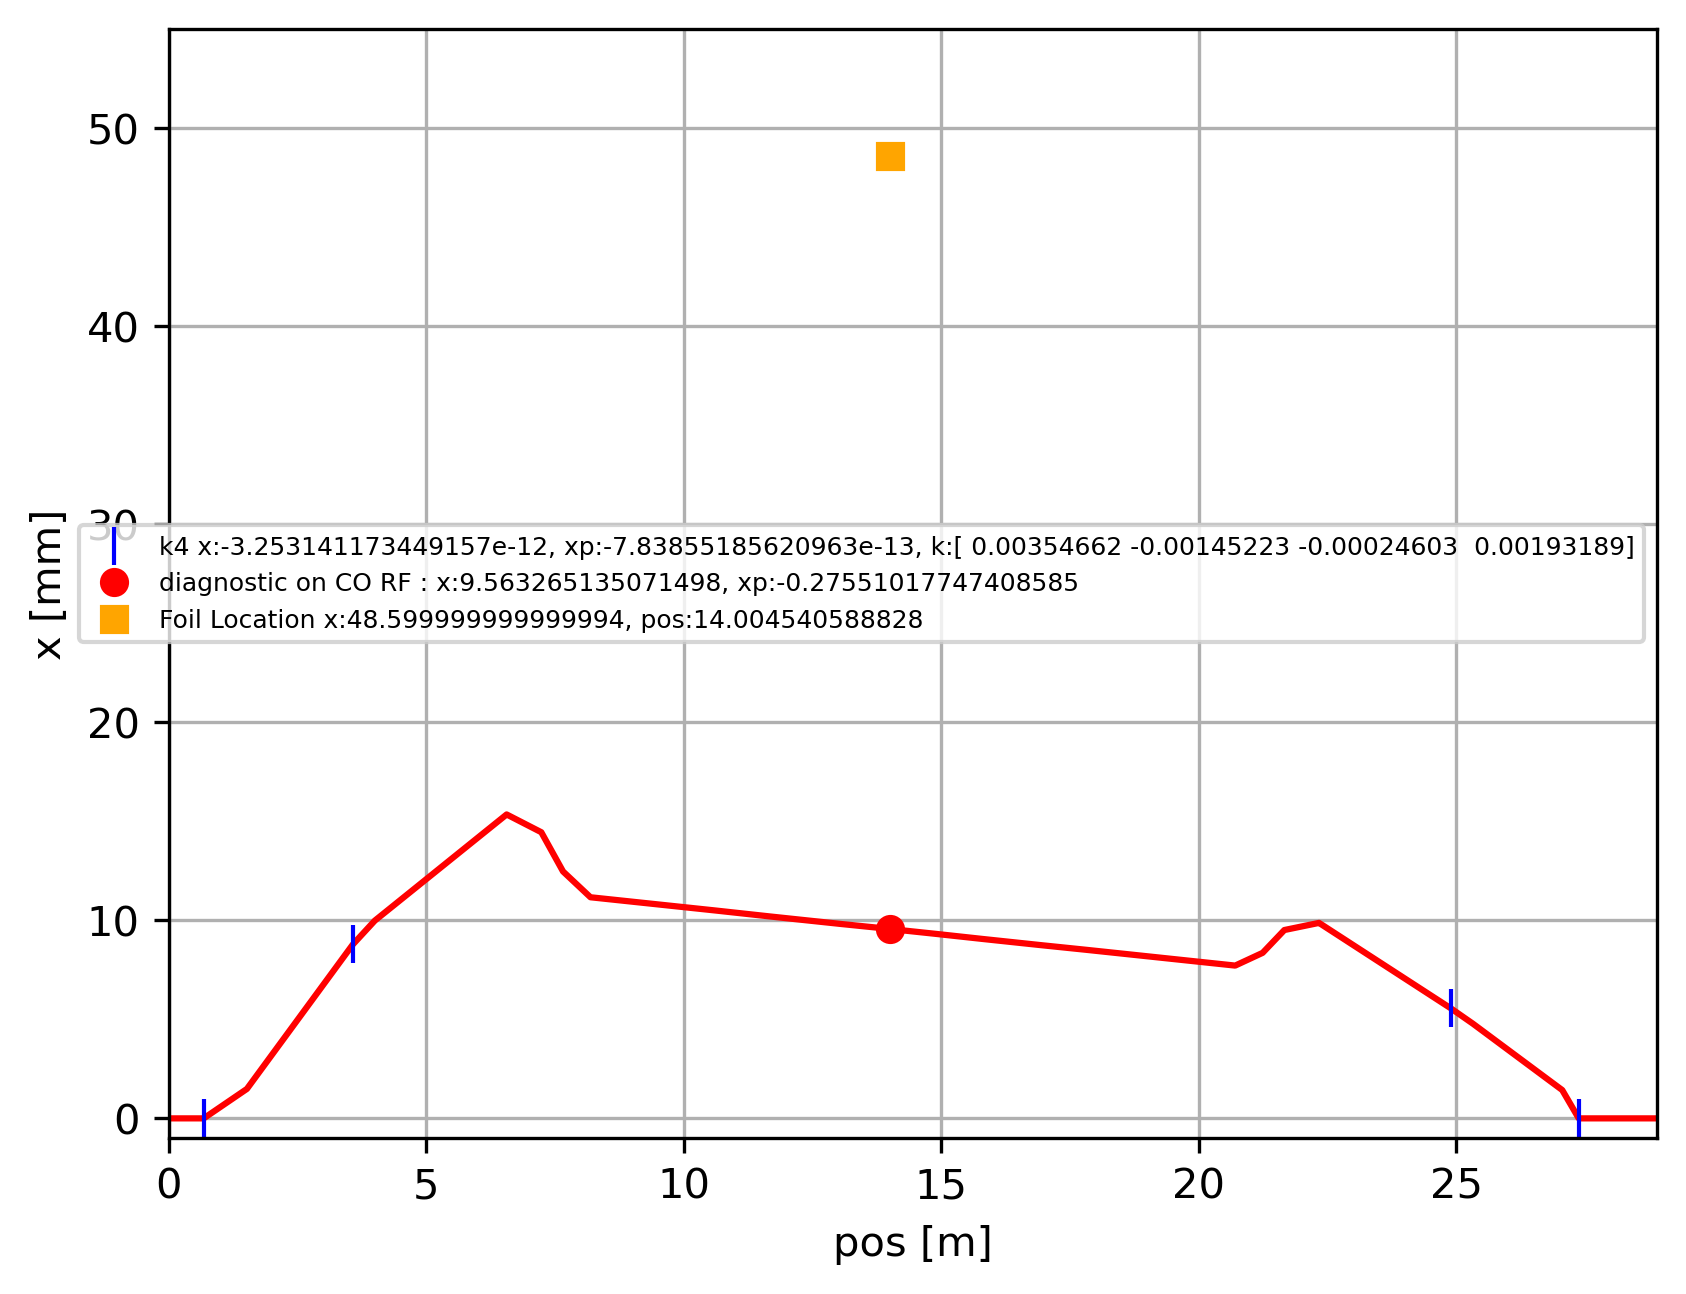 50
40
30
k4 x:-3.253141173449157e-12, xp:-7.83855185620963e-13, k:[ 0.00354662 -0.00145223 -0.00024603  0.00193189]
diagnostic on CO RF : x:9.563265135071498, xp:-0.27551017747408585
Foil Location x:48.599999999999994, pos:14.004540588828
x [mm]
20
10
0
0 5 10 15 20 25
pos [m]